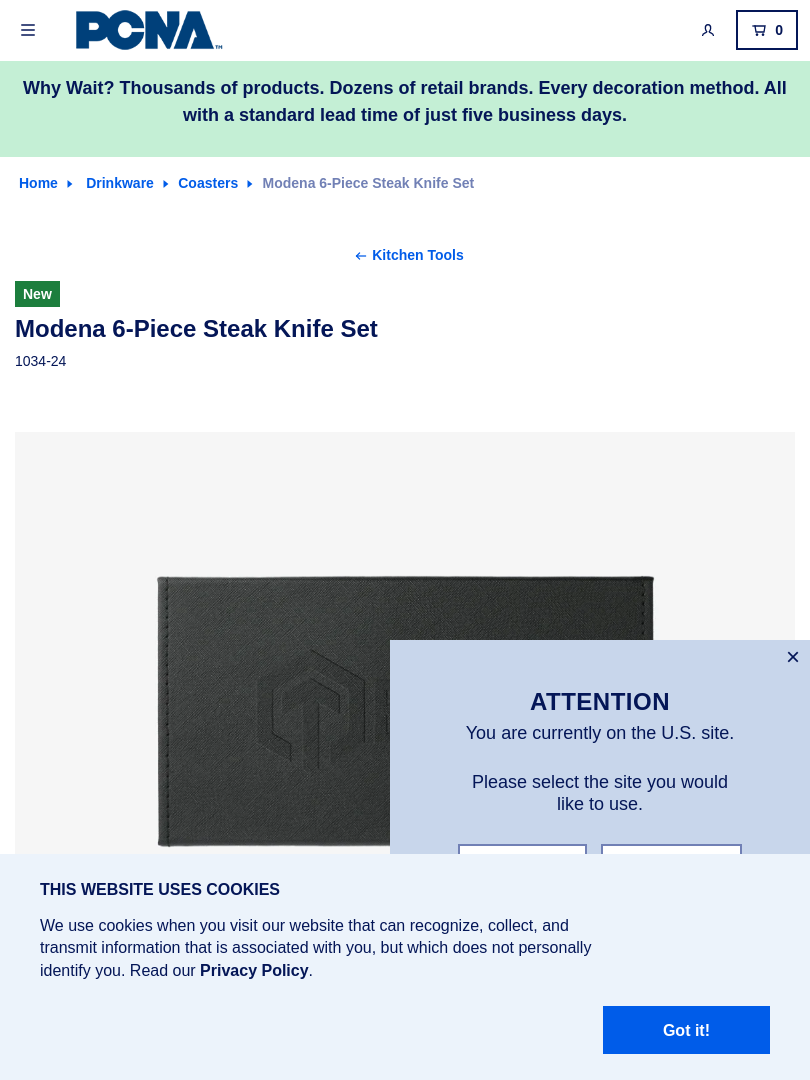 PCNA™
0
Why Wait? Thousands of products. Dozens of retail brands. Every decoration method. All
with a standard lead time of just five business days.
Home Drinkware Coasters Modena 6-Piece Steak Knife Set
← Kitchen Tools
New
Modena 6-Piece Steak Knife Set
1034-24
ATTENTION
You are currently on the U.S. site.
Please select the site you would
like to use.
THIS WEBSITE USES COOKIES
We use cookies when you visit our website that can recognize, collect, and
transmit information that is associated with you, but which does not personally
identify you. Read our Privacy Policy.
Got it!